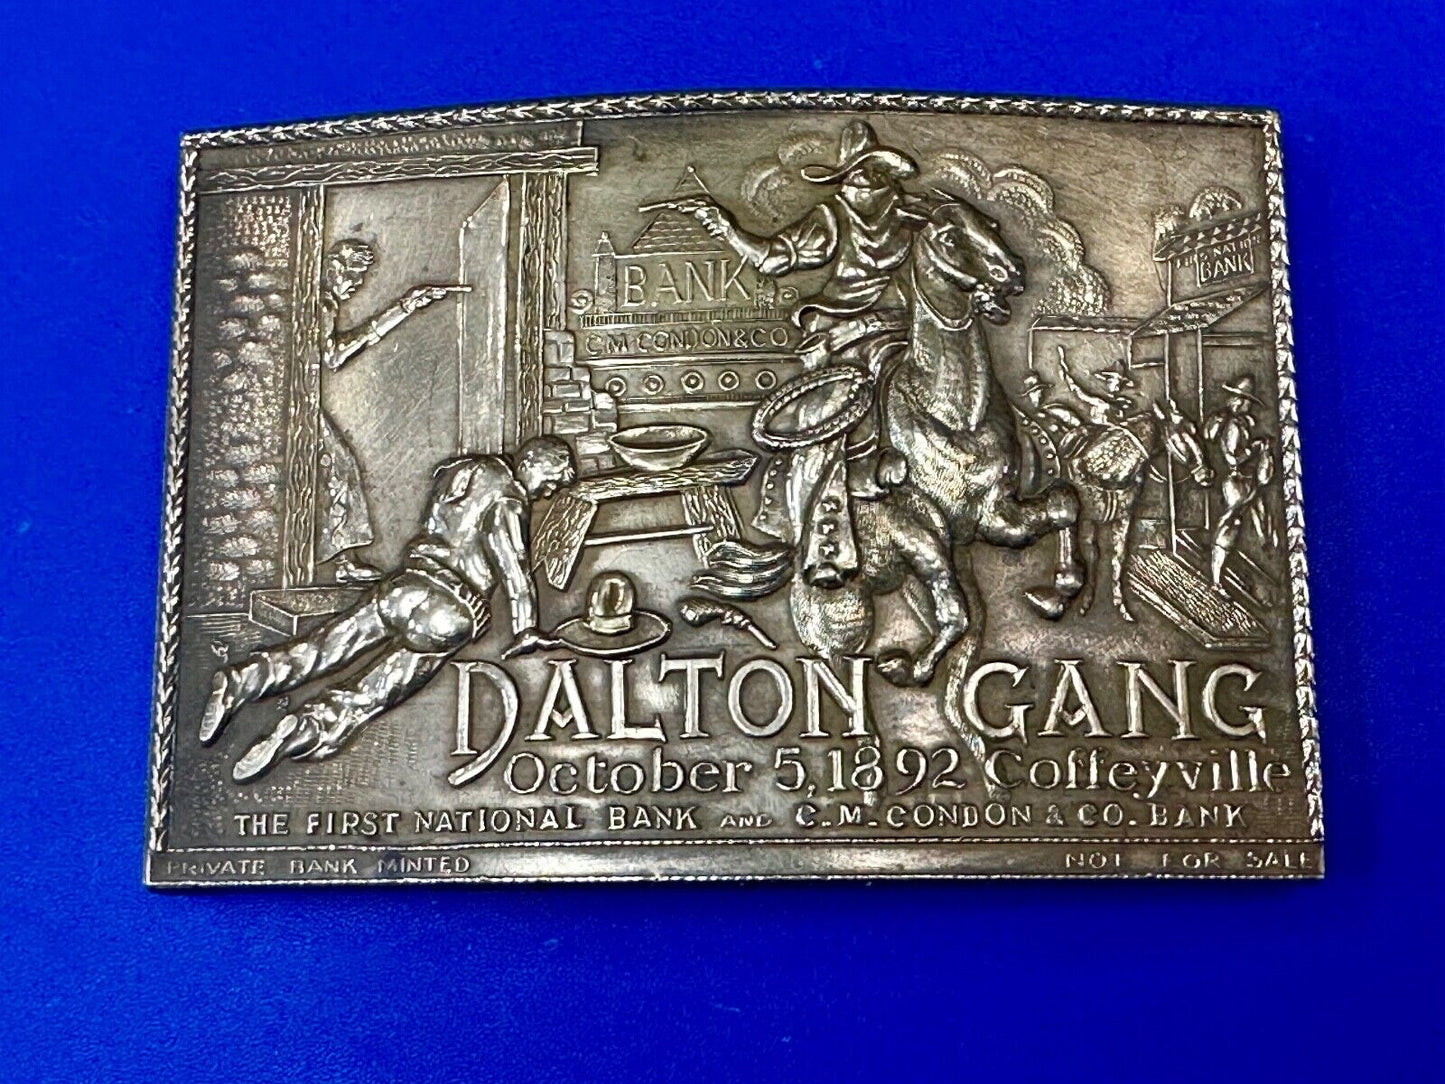 BANK
C.M. CONDON & CO
NATIO
BANK
DALTON GANG
October 5, 1892 Coffeyville
THE FIRST NATIONAL BANK AND C.M. CONDON & CO. BANK
PRIVATE BANK MINTED NOT FOR SALE